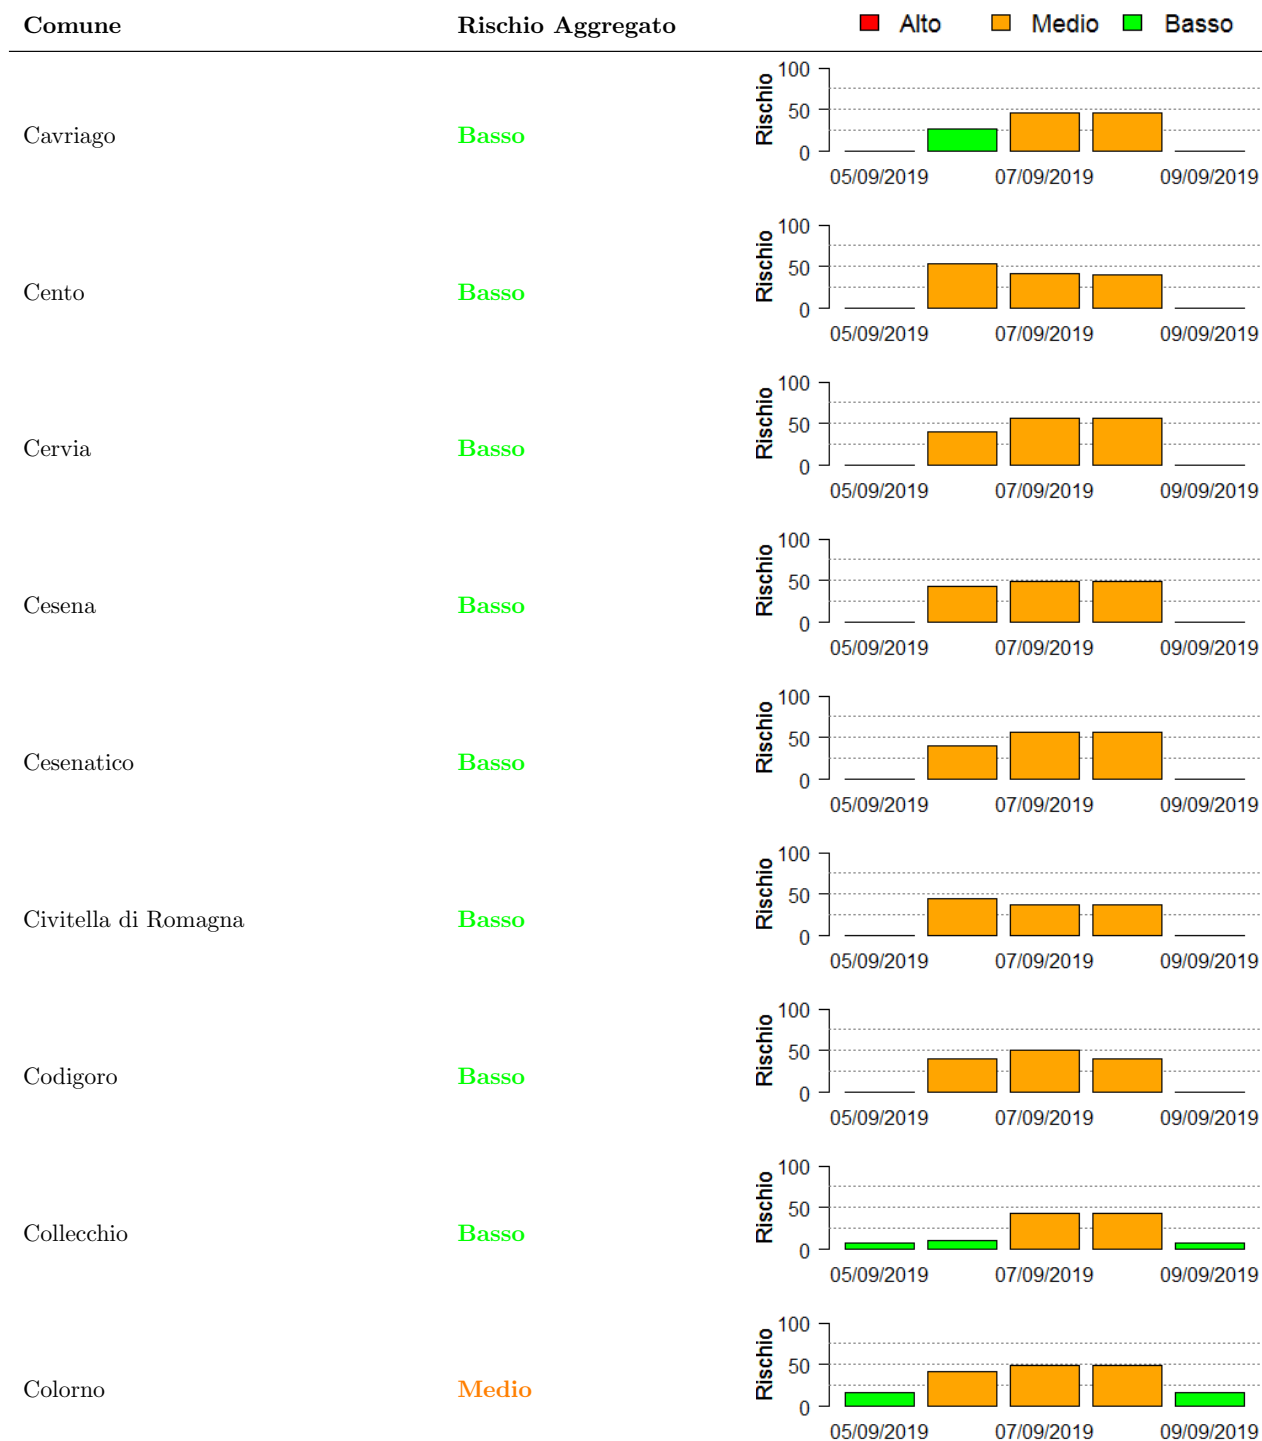 Comune Rischio Aggregato Alto Medio Basso
Cavriago Basso Rischio 100 50 0
05/09/2019 07/09/2019 09/09/2019
Cento Basso Rischio 100 50 0
05/09/2019 07/09/2019 09/09/2019
Cervia Basso Rischio 100 50 0
05/09/2019 07/09/2019 09/09/2019
Cesena Basso Rischio 100 50 0
05/09/2019 07/09/2019 09/09/2019
Cesenatico Basso Rischio 100 50 0
05/09/2019 07/09/2019 09/09/2019
Civitella di Romagna Basso Rischio 100 50 0
05/09/2019 07/09/2019 09/09/2019
Codigoro Basso Rischio 100 50 0
05/09/2019 07/09/2019 09/09/2019
Collecchio Basso Rischio 100 50 0
05/09/2019 07/09/2019 09/09/2019
Colorno Medio Rischio 100 50 0
05/09/2019 07/09/2019 09/09/2019